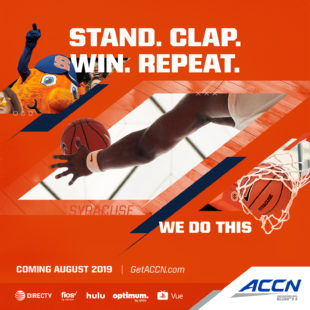 STAND. CLAP.
WIN. REPEAT.
S
SYRACUSE
WE DO THIS
COMING AUGUST 2019 | GetACCN.com
DIRECTV fios hulu optimum. Vue
ACCN
ESPN